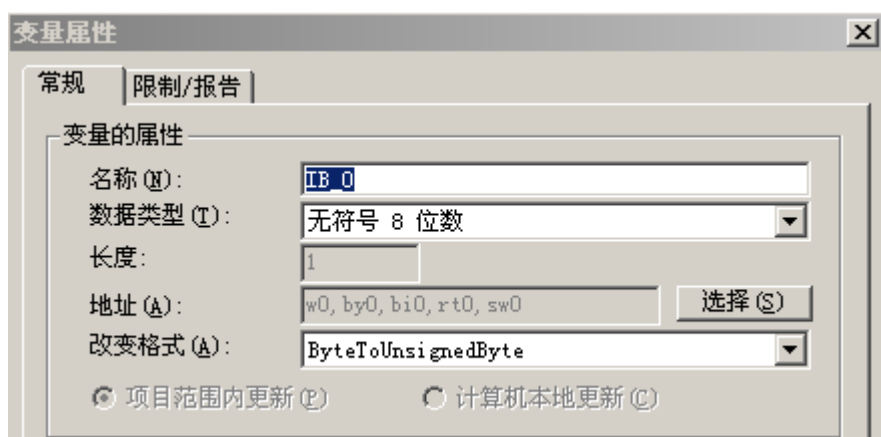 变量属性
常规 限制/报告
变量的属性
名称(N): IB_0
数据类型(T): 无符号 8 位数
长度: 1
地址(A): w0,by0,bi0,rt0,sw0 选择(S)
改变格式(A): ByteToUnsignedByte
项目范围内更新(P) 计算机本地更新(C)